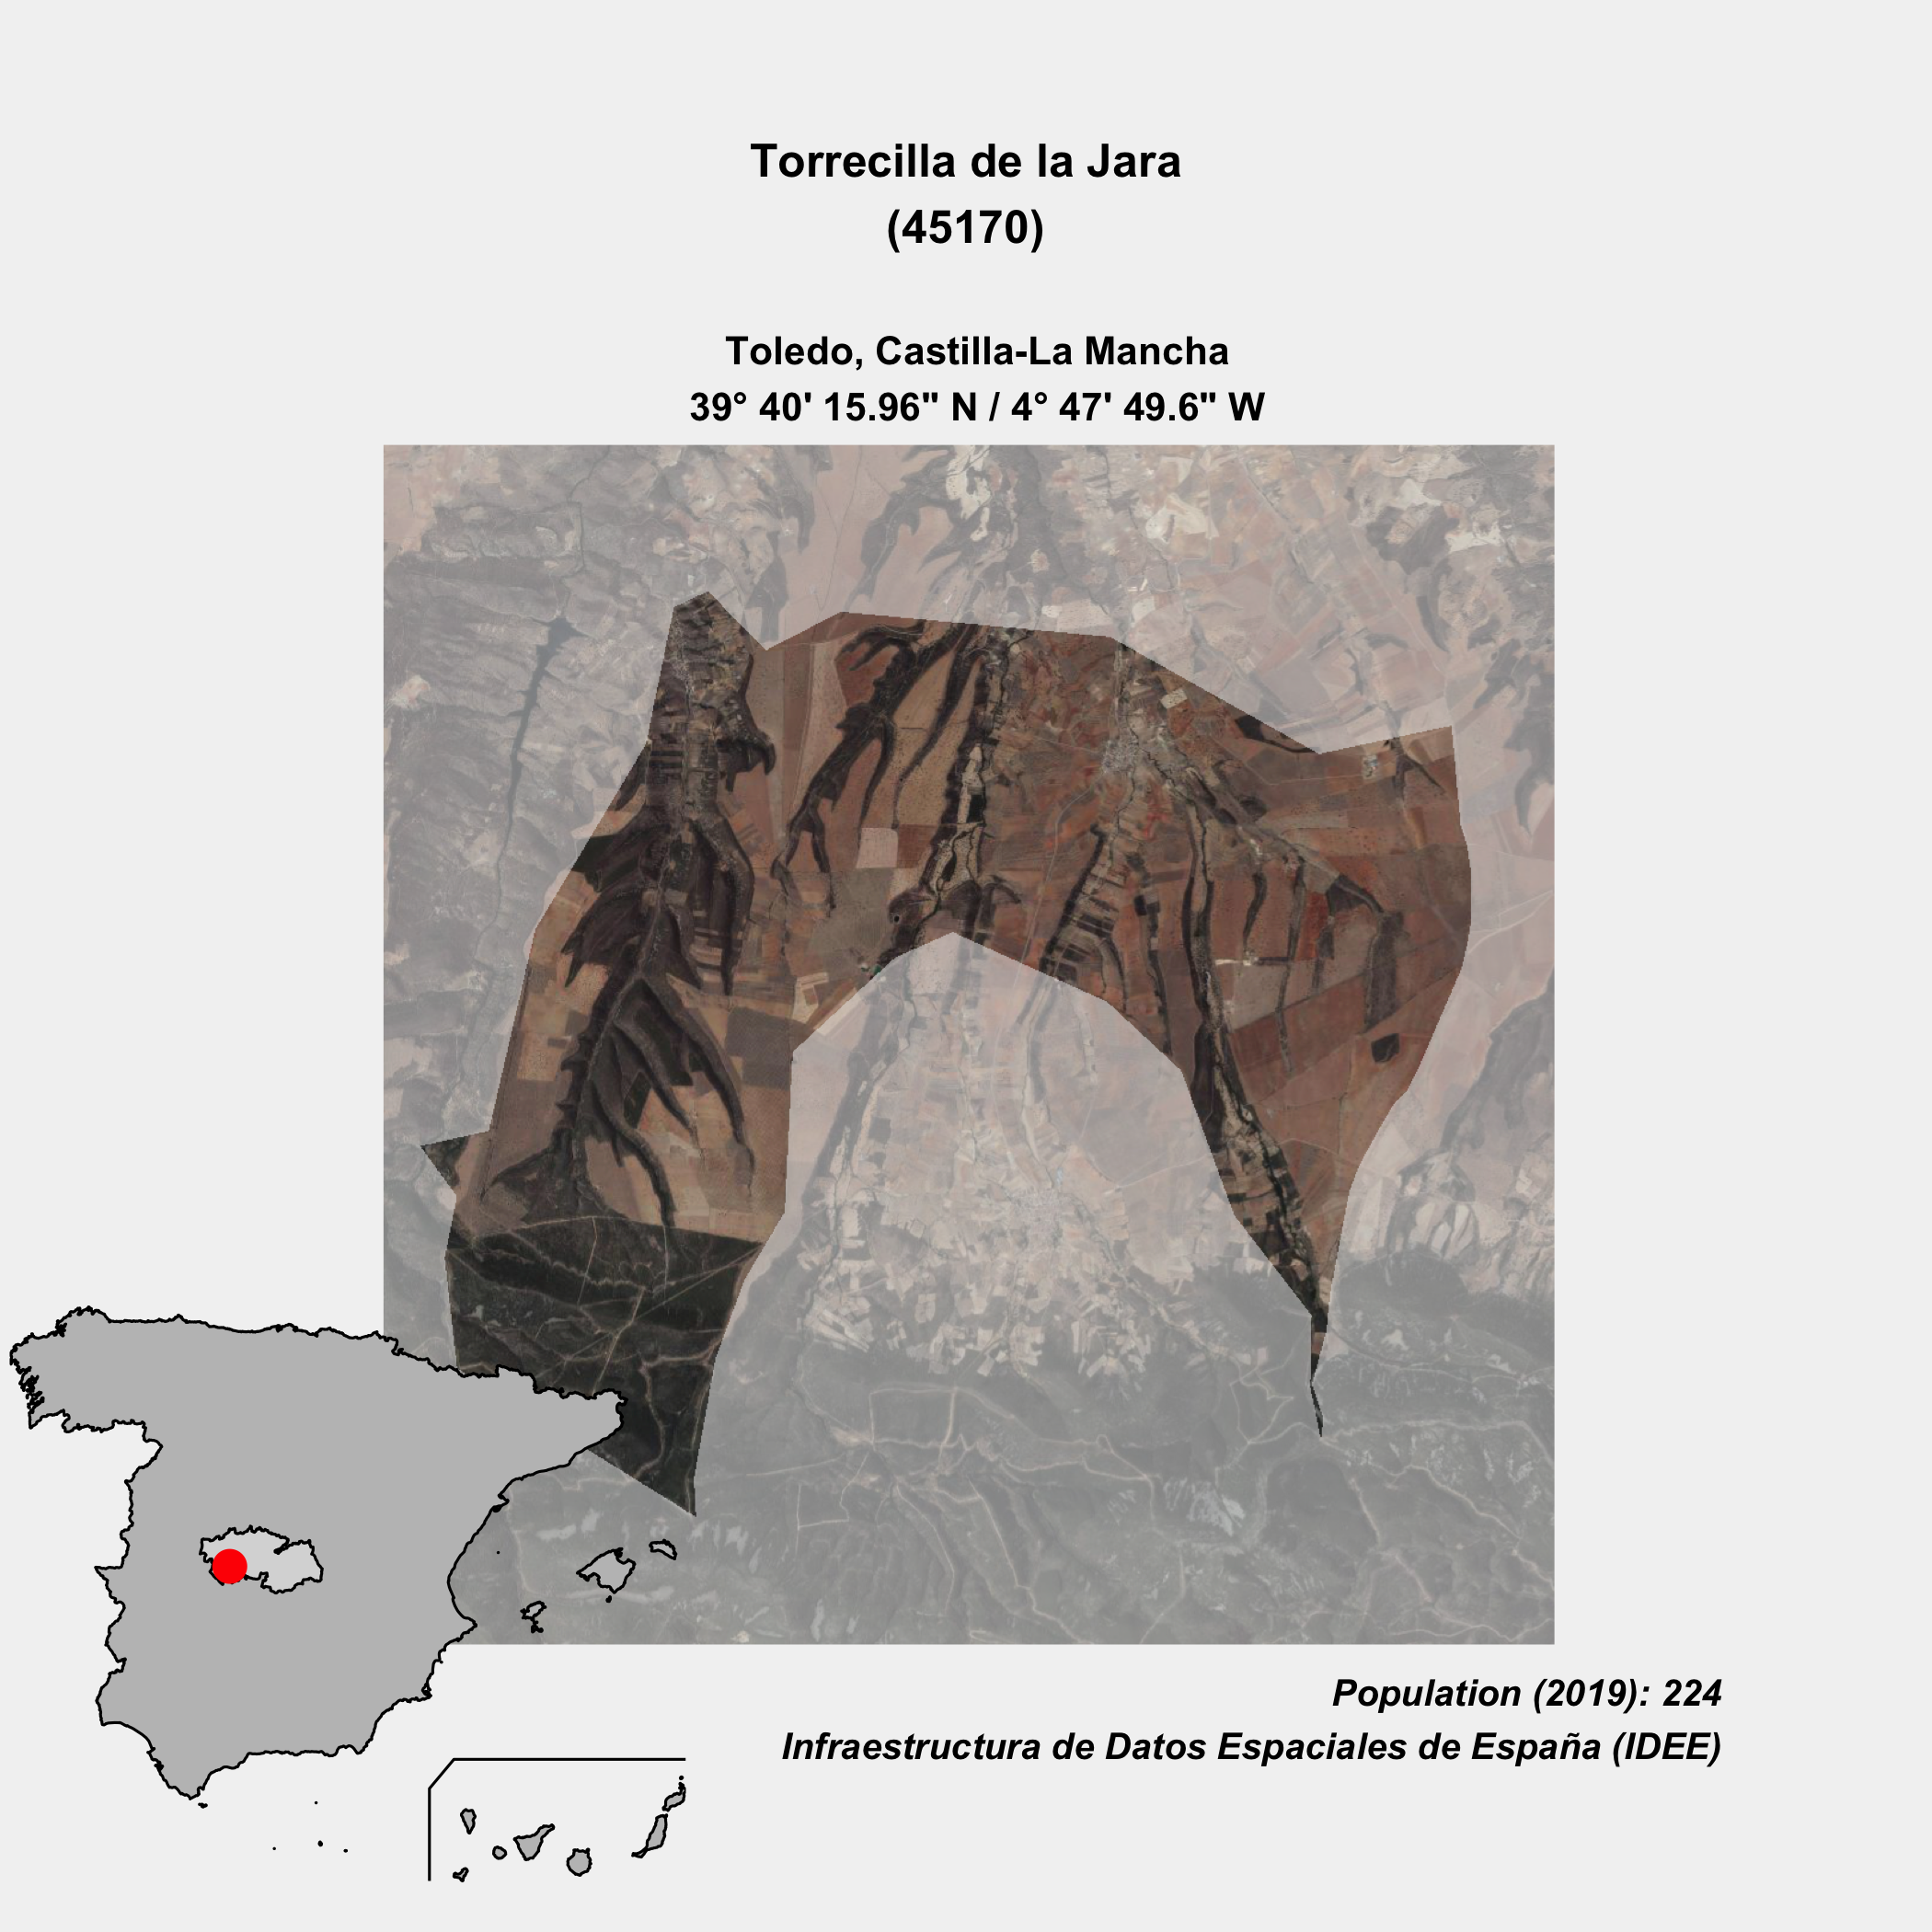 Torrecilla de la Jara
(45170)
Toledo, Castilla-La Mancha
39° 40' 15.96" N / 4° 47' 49.6" W
Population (2019): 224
Infraestructura de Datos Espaciales de España (IDEE)